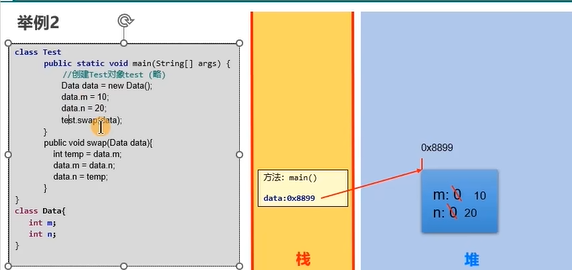 举例2
class Test
public static void main(String[] args) {
//创建Test对象test (略)
Data data = new Data();
data.m = 10;
data.n = 20;
test.swap(data);
}
public void swap(Data data){
int temp = data.m;
data.m = data.n;
data.n = temp;
}
}
class Data{
int m;
int n;
}
方法: main()
data:0x8899
栈
0x8899
m: 0 10
n: 0 20
堆